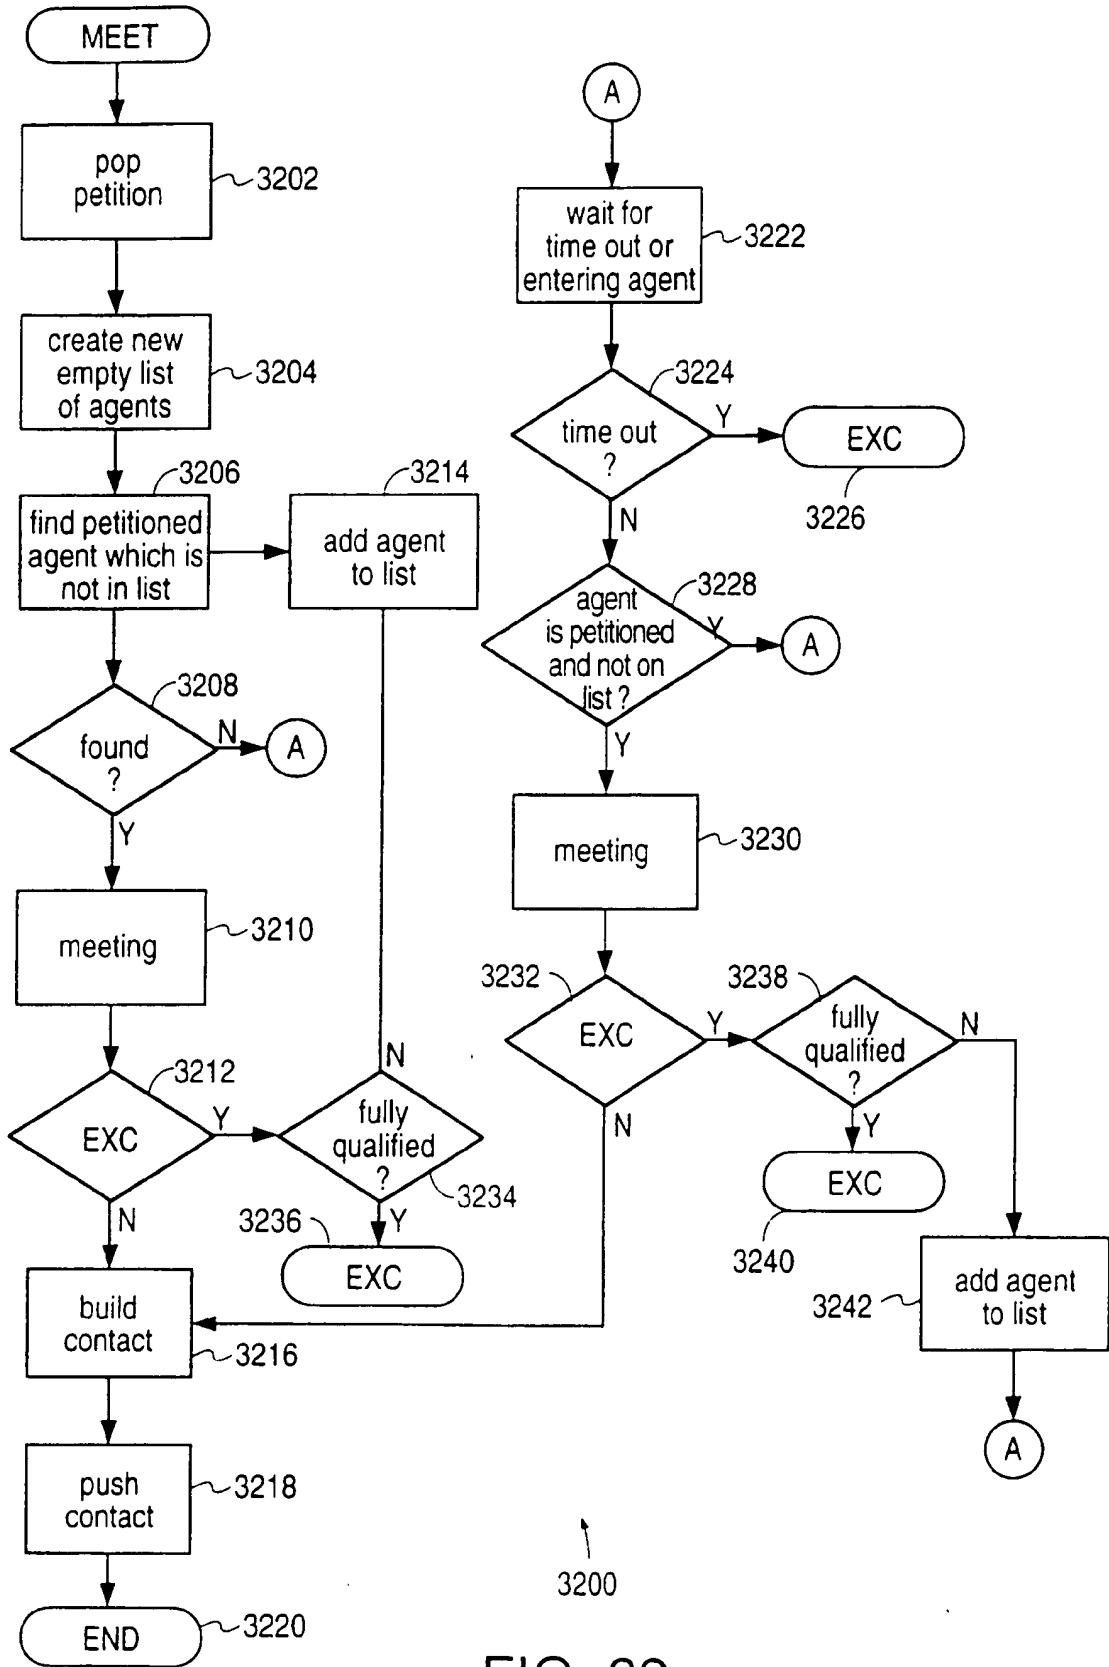 MEET
pop
petition
3202
create new
empty list
of agents
3204
3206
find petitioned
agent which is
not in list
3214
add agent
to list
3208
found
?
N
A
Y
meeting
3210
3212
EXC
Y
N
N
fully
qualified
?
3234
Y
3236
EXC
build
contact
3216
push
contact
3218
END
3220
A
wait for
time out or
entering agent
3222
3224
time out
?
Y
EXC
3226
N
3228
agent
is petitioned
and not on
list ?
Y
A
Y
meeting
3230
3232
EXC
Y
N
3238
fully
qualified
?
N
Y
EXC
3240
3242
add agent
to list
A
3200